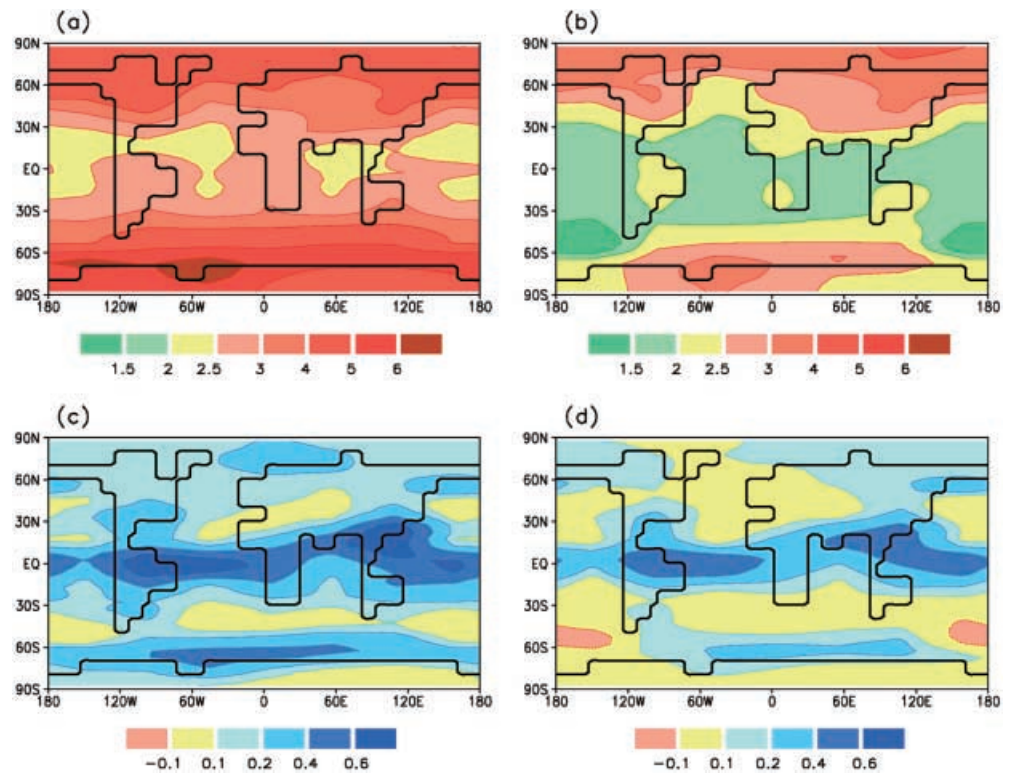 (a) (b)
90N 90N
60N 60N
30N 30N
EQ EQ
30S 30S
60S 60S
90S 90S
180 120W 60W 0 60E 120E 180 180 120W 60W 0 60E 120E 180
1.5 2 2.5 3 4 5 6 1.5 2 2.5 3 4 5 6
(c) (d)
90N 90N
60N 60N
30N 30N
EQ EQ
30S 30S
60S 60S
90S 90S
180 120W 60W 0 60E 120E 180 180 120W 60W 0 60E 120E 180
-0.1 0.1 0.2 0.4 0.6 -0.1 0.1 0.2 0.4 0.6